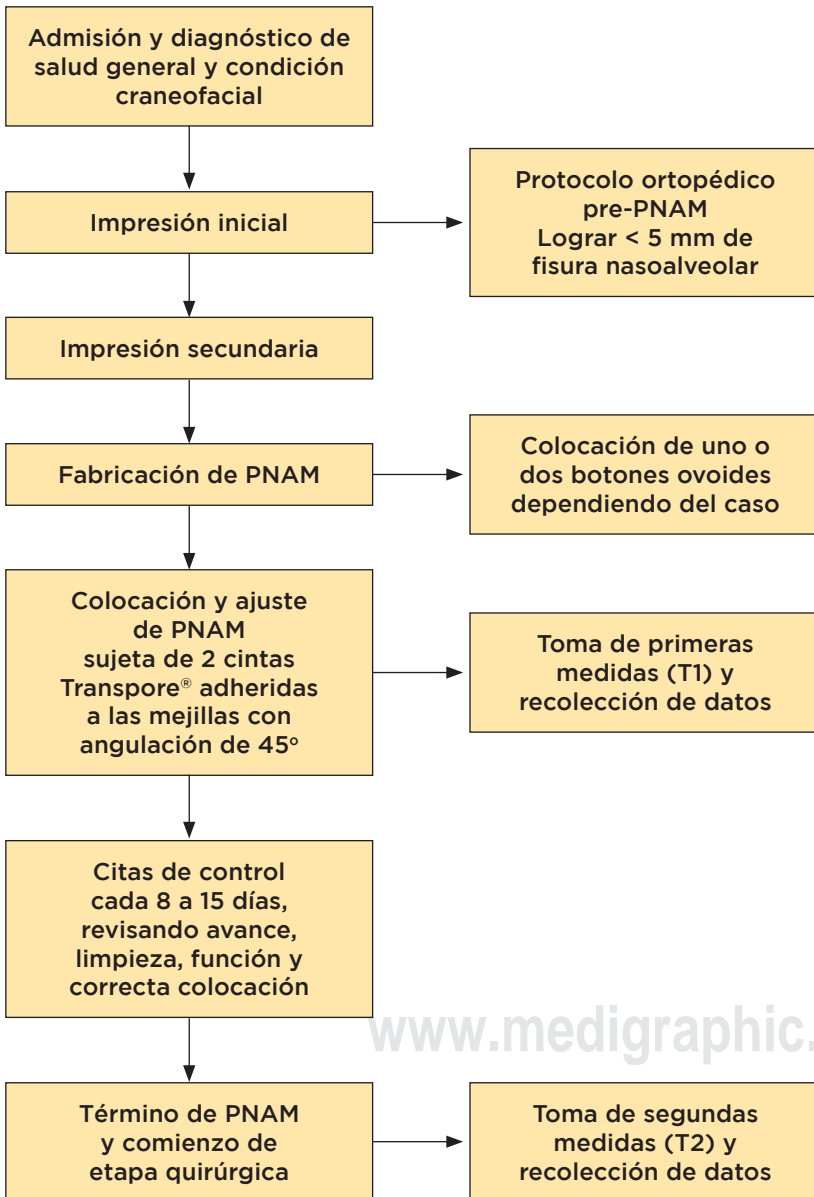 Admisión y diagnóstico de
salud general y condición
craneofacial
Impresión inicial
Protocolo ortopédico
pre-PNAM
Lograr < 5 mm de
fisura nasoalveolar
Impresión secundaria
Fabricación de PNAM
Colocación de uno o
dos botones ovoides
dependiendo del caso
Colocación y ajuste
de PNAM
sujeta de 2 cintas
Transpore® adheridas
a las mejillas con
angulación de 45°
Toma de primeras
medidas (T1) y
recolección de datos
Citas de control
cada 8 a 15 días,
revisando avance,
limpieza, función y
correcta colocación
www.medigraphic.
Término de PNAM
y comienzo de
etapa quirúrgica
Toma de segundas
medidas (T2) y
recolección de datos